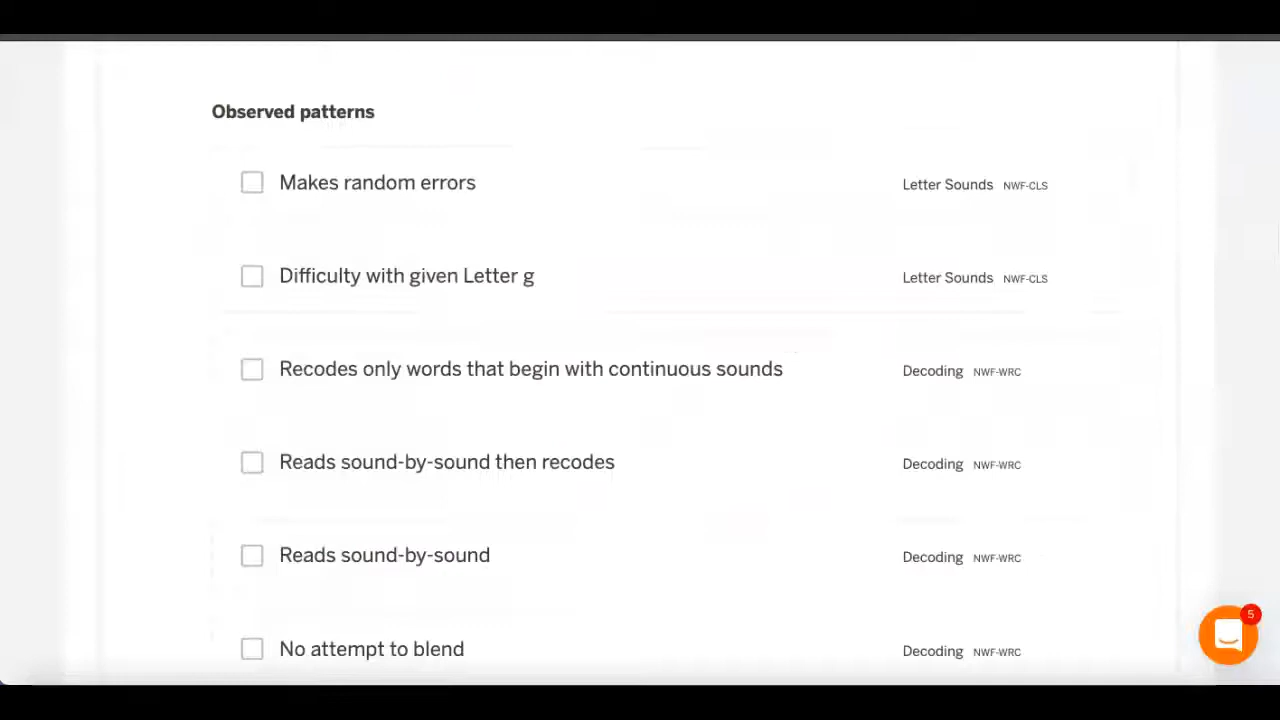 Observed patterns
Makes random errors Letter Sounds NWF-CLS
Difficulty with given Letter g Letter Sounds NWF-CLS
Recodes only words that begin with continuous sounds Decoding NWF-WRC
Reads sound-by-sound then recodes Decoding NWF-WRC
Reads sound-by-sound Decoding NWF-WRC
5
No attempt to blend Decoding NWF-WRC